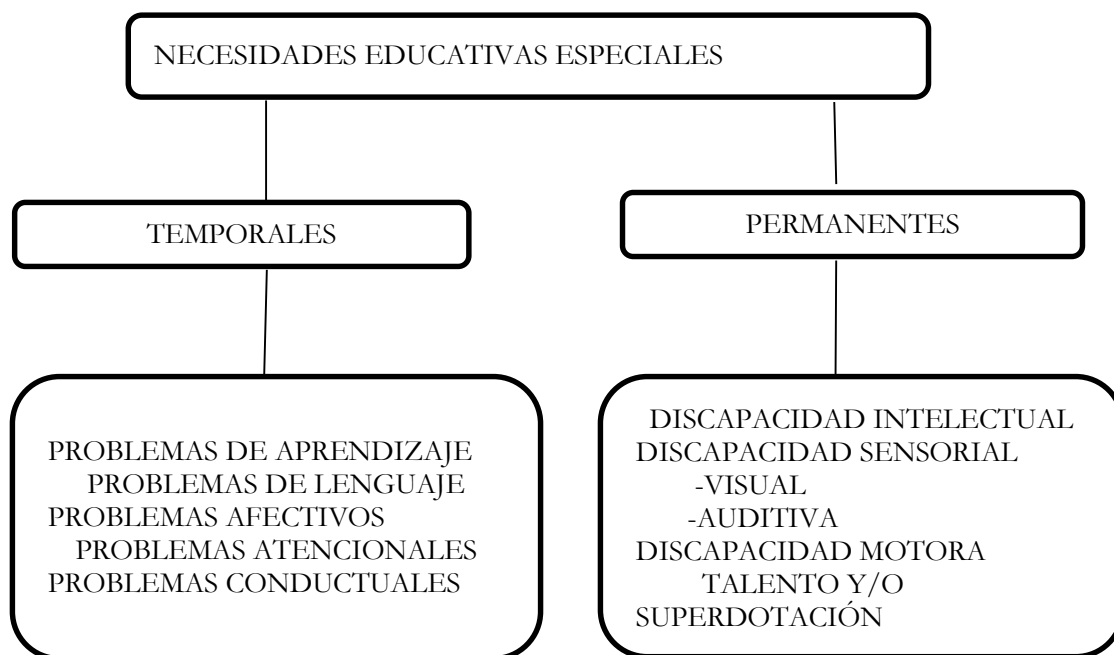 NECESIDADES EDUCATIVAS ESPECIALES
TEMPORALES
PERMANENTES
PROBLEMAS DE APRENDIZAJE
PROBLEMAS DE LENGUAJE
PROBLEMAS AFECTIVOS
PROBLEMAS ATENCIONALES
PROBLEMAS CONDUCTUALES
DISCAPACIDAD INTELECTUAL
DISCAPACIDAD SENSORIAL
-VISUAL
-AUDITIVA
DISCAPACIDAD MOTORA
TALENTO Y/O
SUPERDOTACIÓN